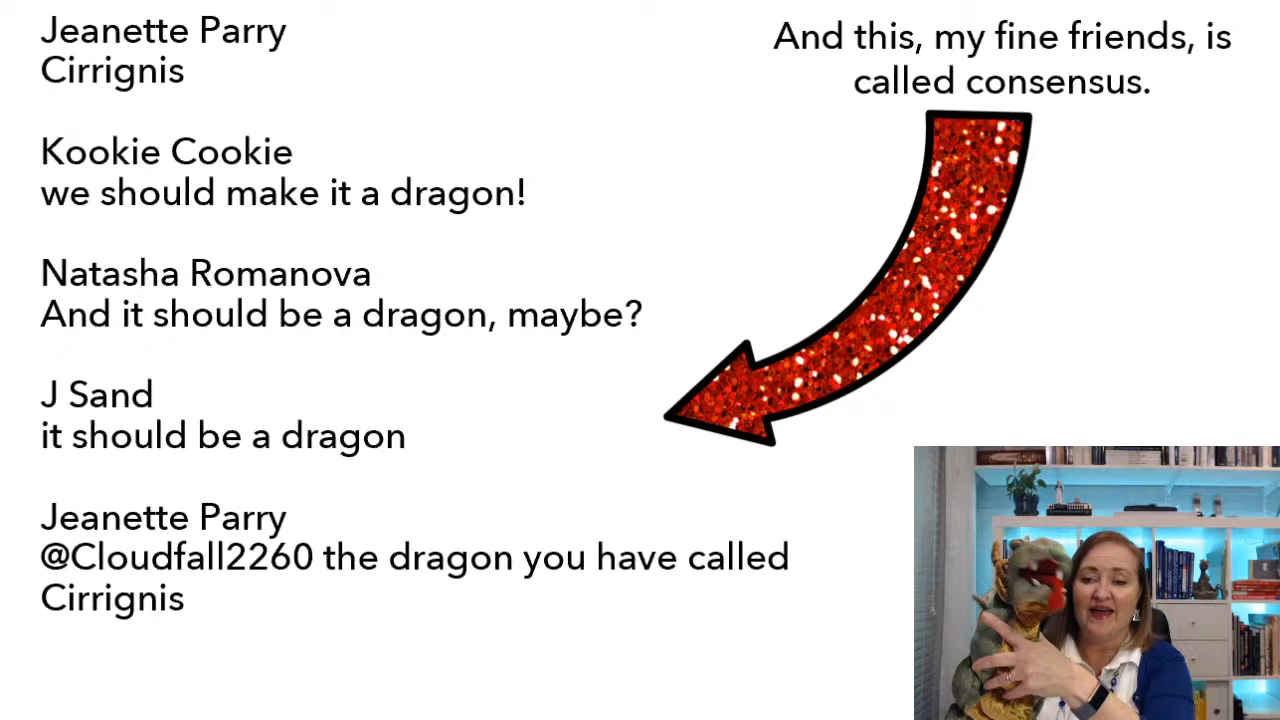 Jeanette Parry
Cirrignis
Kookie Cookie
we should make it a dragon!
Natasha Romanova
And it should be a dragon, maybe?
J Sand
it should be a dragon
Jeanette Parry
@Cloudfall2260 the dragon you have called
Cirrignis
And this, my fine friends, is
called consensus.